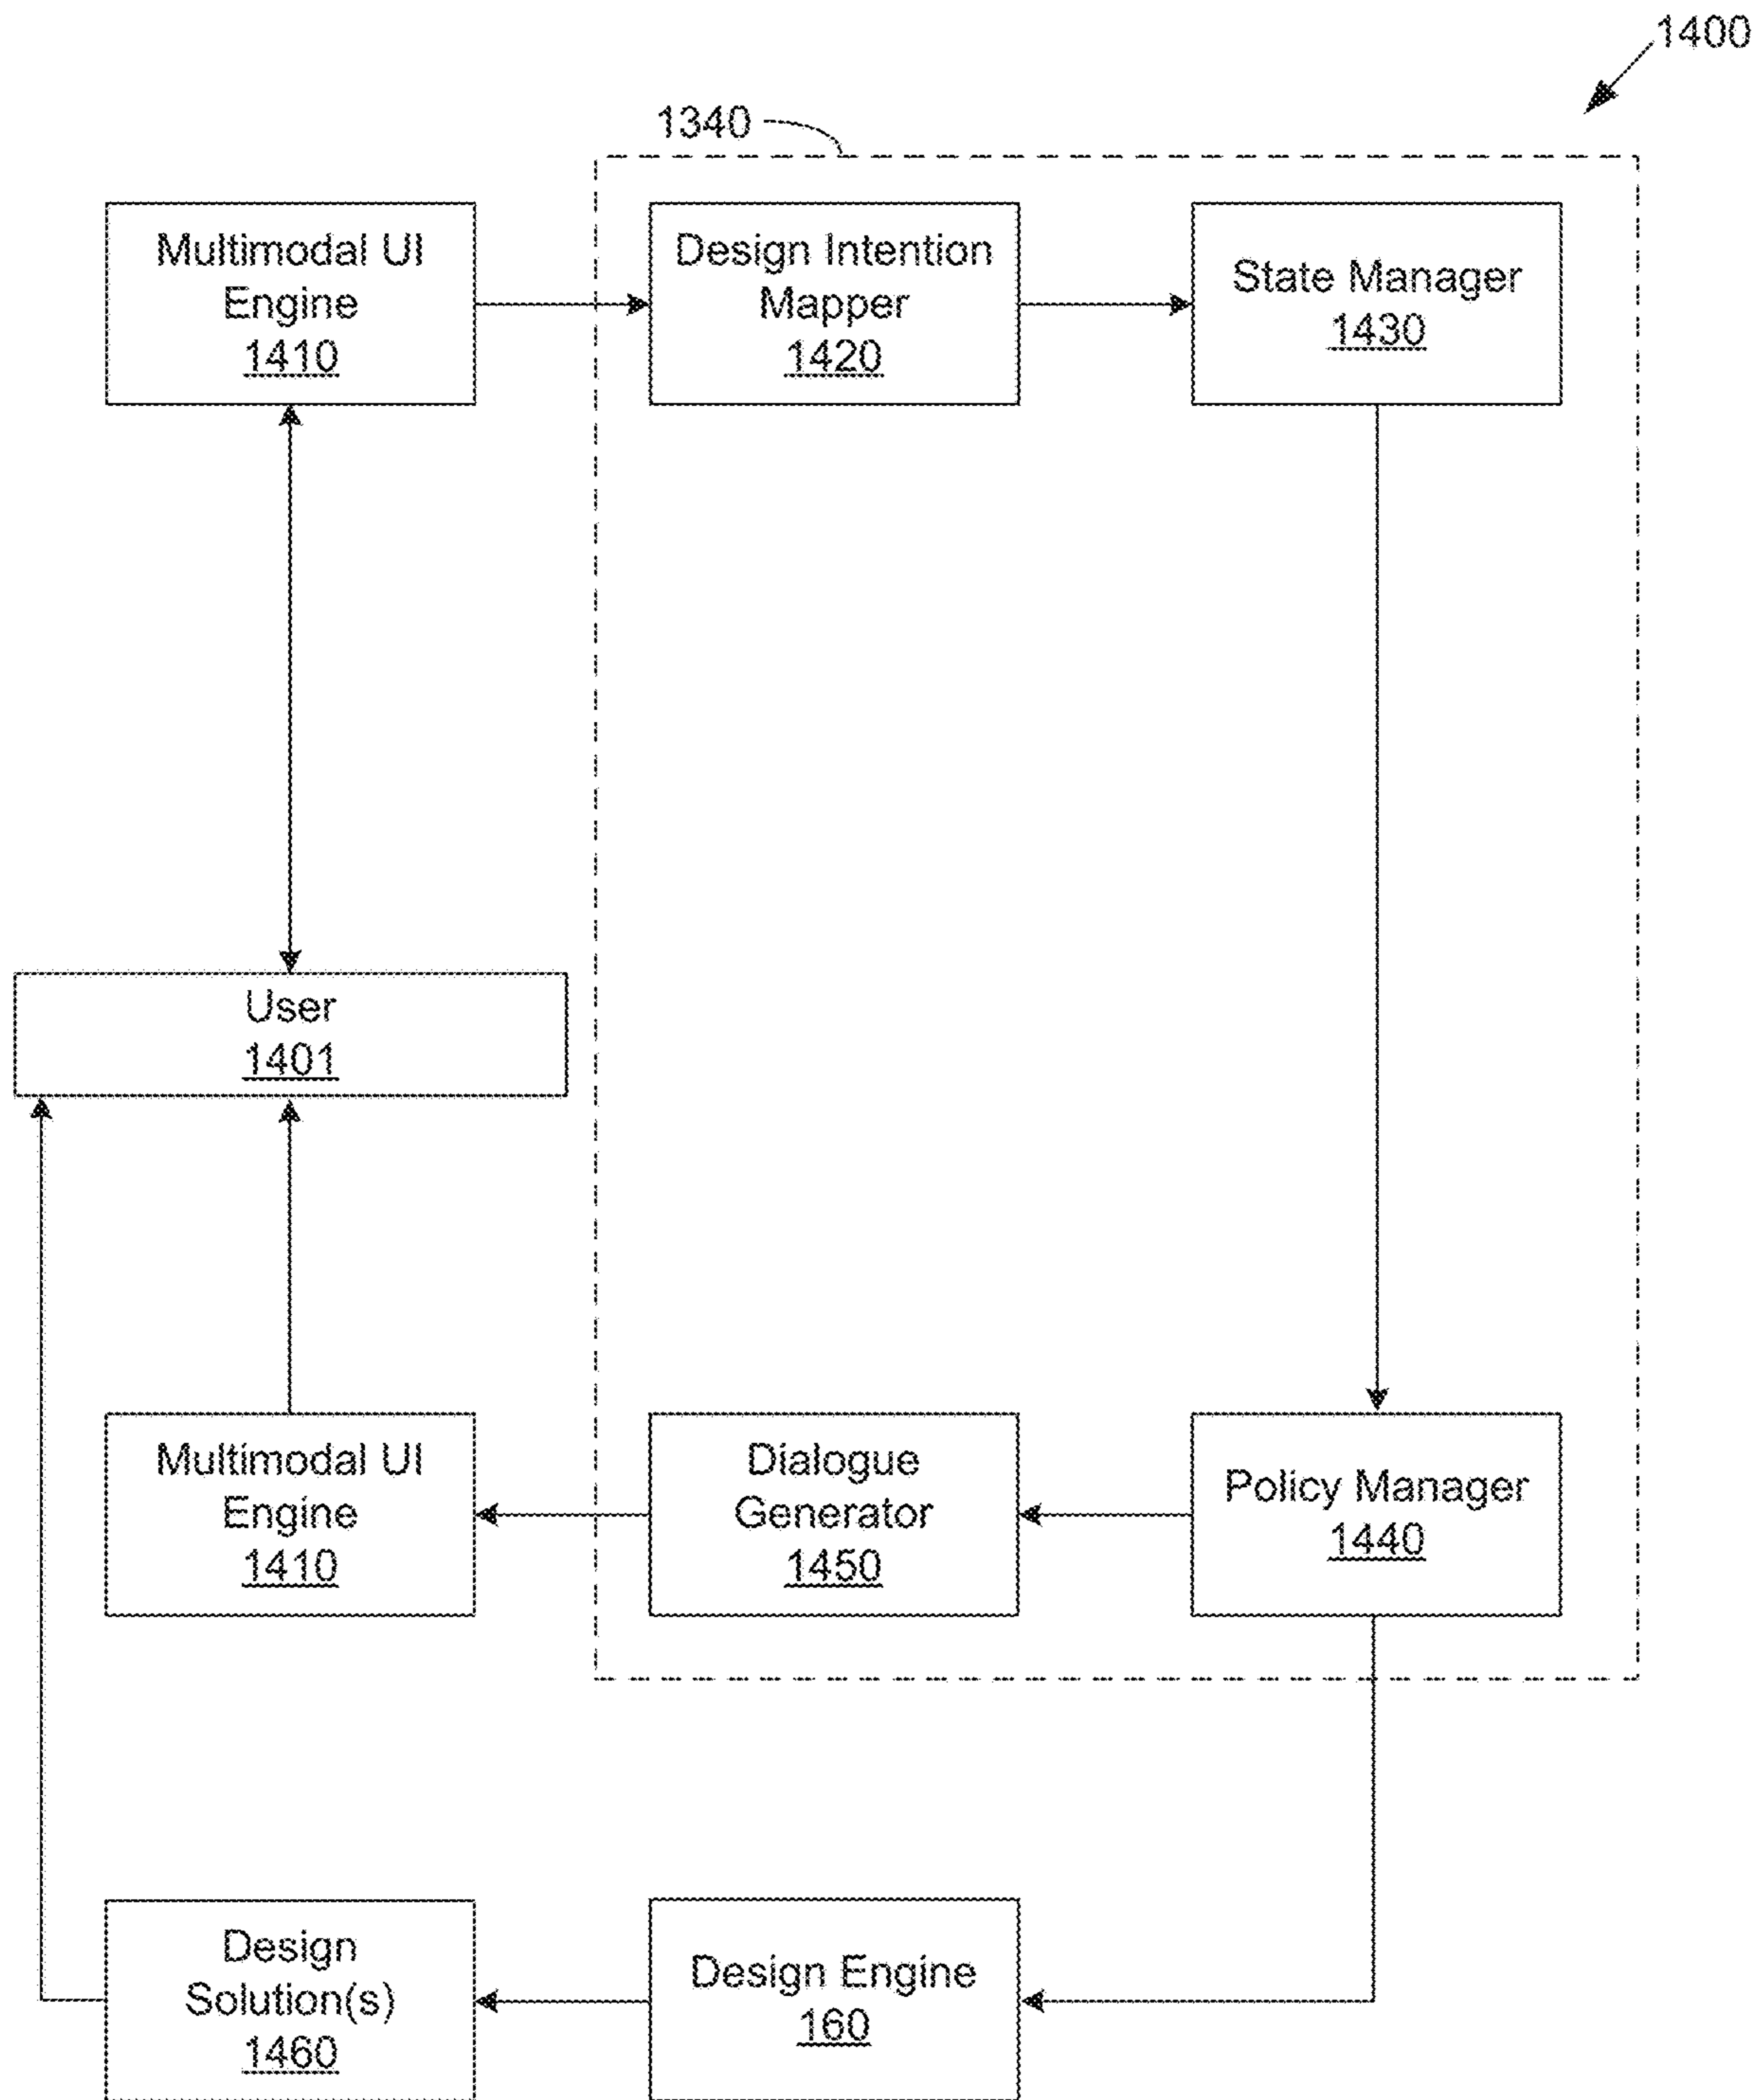 1400
1340
Multimodal UI
Engine
1410
Design Intention
Mapper
1420
State Manager
1430
User
1401
Multimodal UI
Engine
1410
Dialogue
Generator
1450
Policy Manager
1440
Design
Solution(s)
1460
Design Engine
160